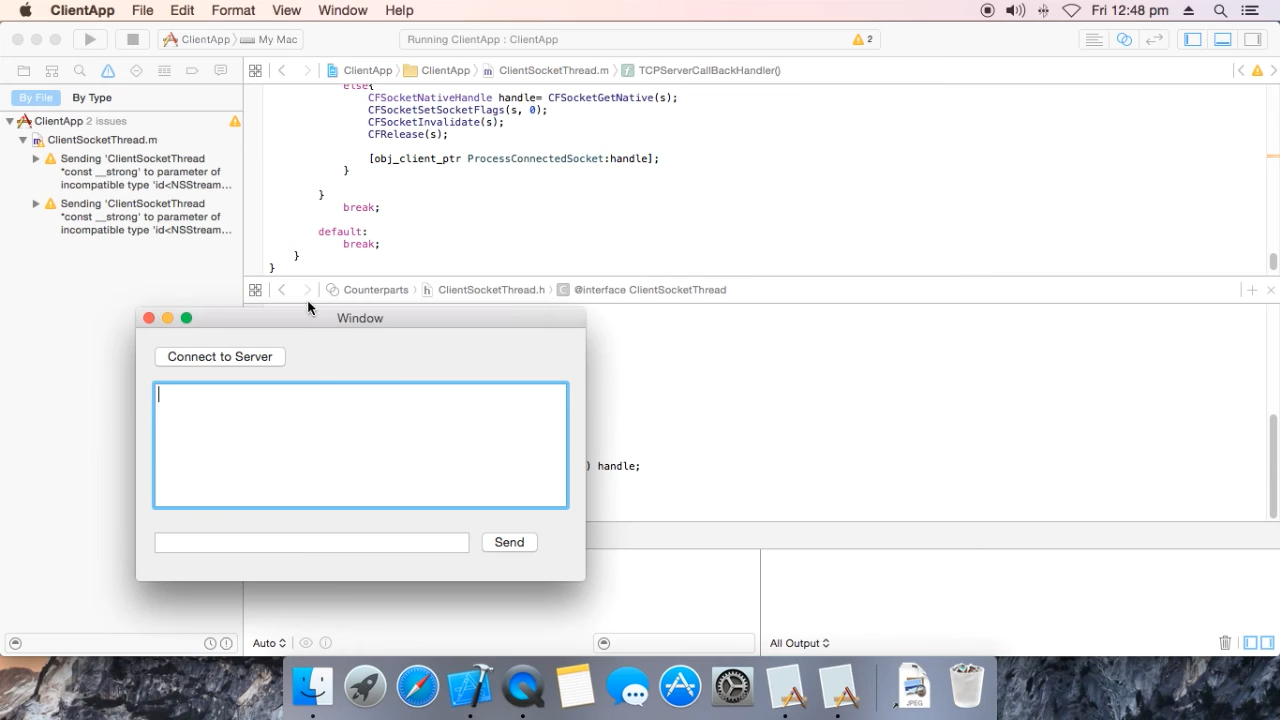 ClientApp File Edit Format View Window Help Fri 12:48 pm
ClientApp My Mac Running ClientApp : ClientApp 2
ClientApp ClientApp ClientSocketThread.m TCPServerCallBackHandler()
By File By Type
ClientApp 2 issues
ClientSocketThread.m
Sending 'ClientSocketThread
*const __strong' to parameter of
incompatible type 'id<NSStream...
Sending 'ClientSocketThread
*const __strong' to parameter of
incompatible type 'id<NSStream...
else{
CFSocketNativeHandle handle= CFSocketGetNative(s);
CFSocketSetSocketFlags(s, 0);
CFSocketInvalidate(s);
CFRelease(s);
[obj_client_ptr ProcessConnectedSocket:handle];
}
}
break;
default:
break;
}
}
Counterparts ClientSocketThread.h @interface ClientSocketThread
) handle;
Window
Connect to Server
Send
Auto All Output
JPEG